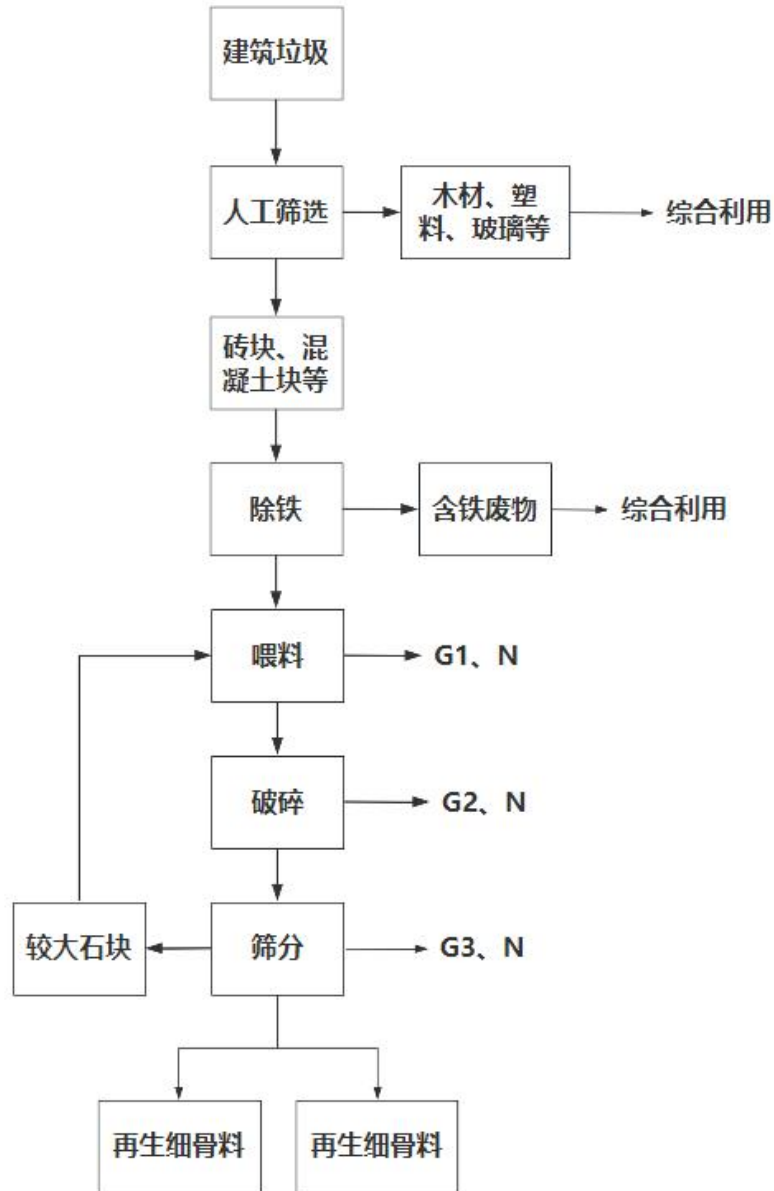 建筑垃圾
人工筛选
木材、塑
料、玻璃等
综合利用
砖块、混
凝土块等
除铁
含铁废物
综合利用
喂料
G1、N
破碎
G2、N
较大石块
筛分
G3、N
再生细骨料
再生细骨料